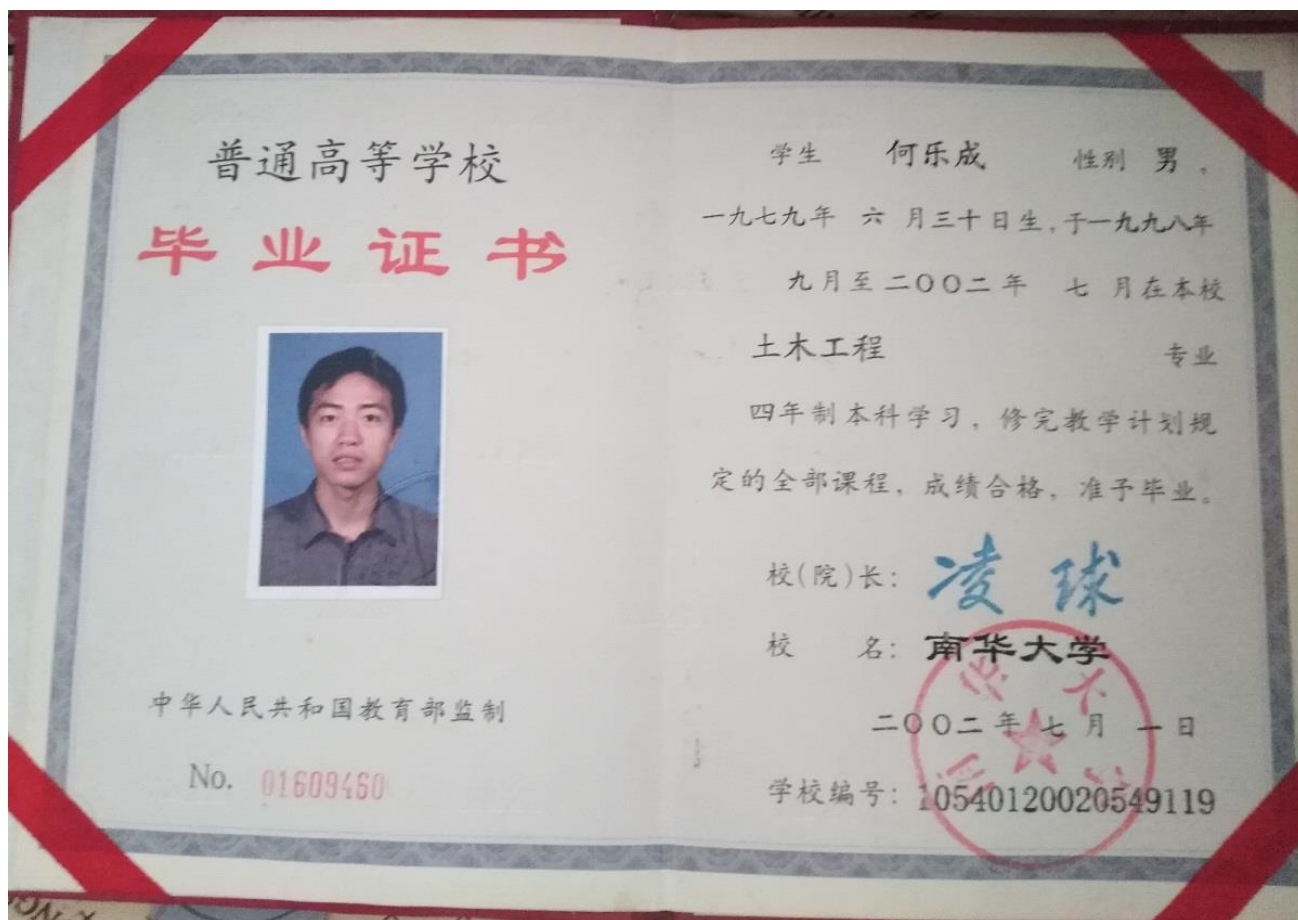 普通高等学校
毕业证书
中华人民共和国教育部监制
No. 01609460
学生 何乐成 性别 男,
一九七九年 六 月三十日生,于一九九八年
九月至二〇〇二年 七 月在本校
土木工程 专业
四年制本科学习,修完教学计划规
定的全部课程,成绩合格,准予毕业。
校(院)长: 凌球
校 名: 南华大学
二〇〇二年 七 月 一 日
学校编号: 10540120020549119